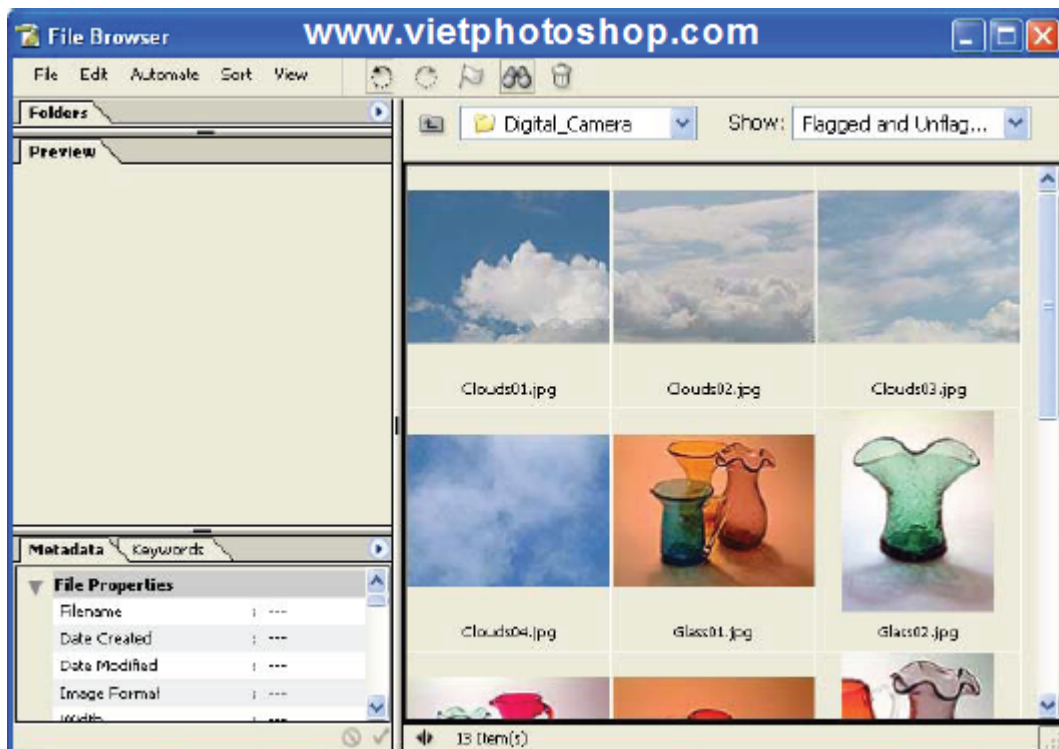 File Browser www.vietphotoshop.com
File Edit Automate Sort View
Folders
Digital_Camera Show: Flagged and Unflag...
Preview
Clouds01.jpg Clouds02.jpg Clouds03.jpg
Metadata Keywords
File Properties
Filename : ---
Date Created : ---
Date Modified : ---
Image Format : ---
Clouds04.jpg Glass01.jpg Glass02.jpg
13 Item(s)